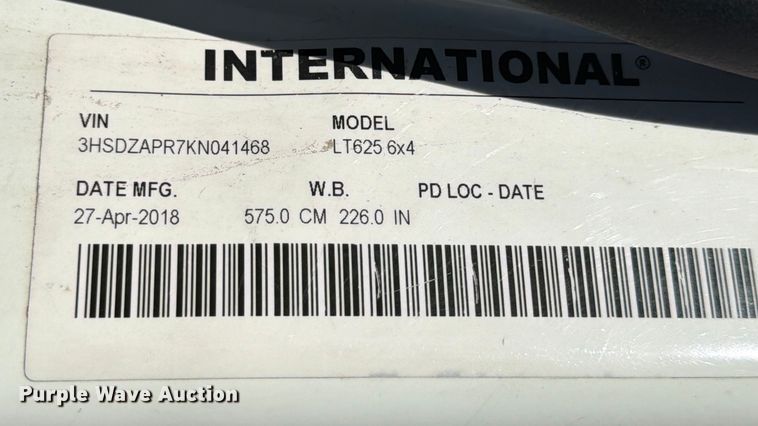 INTERNATIONAL®
VIN MODEL
3HSDZAPR7KN041468 LT625 6x4
DATE MFG. W.B. PD LOC - DATE
27-Apr-2018 575.0 CM 226.0 IN
Purple Wave Auction